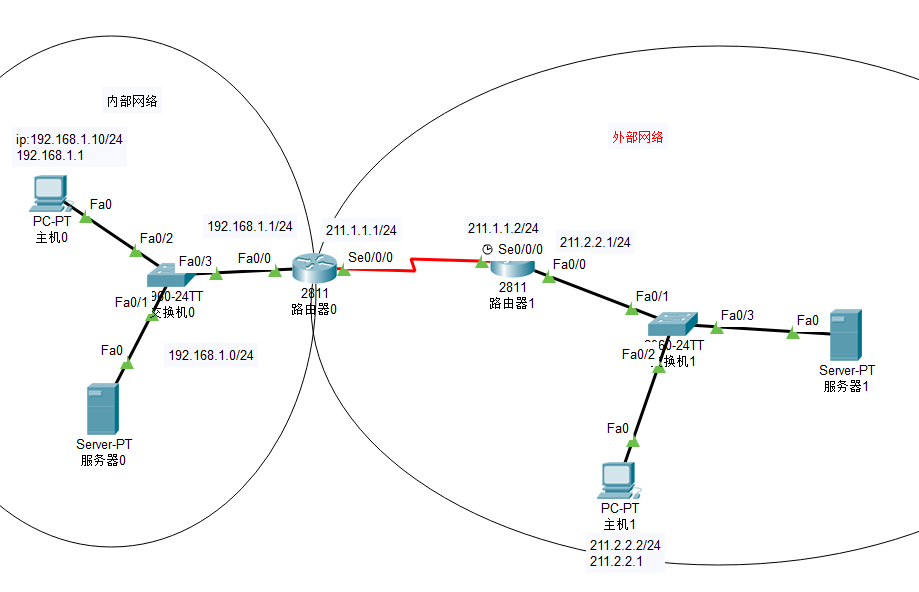 内部网络
外部网络
ip:192.168.1.10/24
192.168.1.1
Fa0
PC-PT
主机0
Fa0/2
192.168.1.1/24
211.1.1.1/24
Fa0/3
Fa0/0
Se0/0/0
2811
路由器0
Fa0/1
960-24TT
交换机0
Fa0
192.168.1.0/24
Server-PT
服务器0
211.1.1.2/24
Se0/0/0
211.2.2.1/24
Fa0/0
2811
路由器1
Fa0/1
Fa0/3
Fa0
2960-24TT
换机1
Fa0/2
Server-PT
服务器1
Fa0
PC-PT
主机1
211.2.2.2/24
211.2.2.1